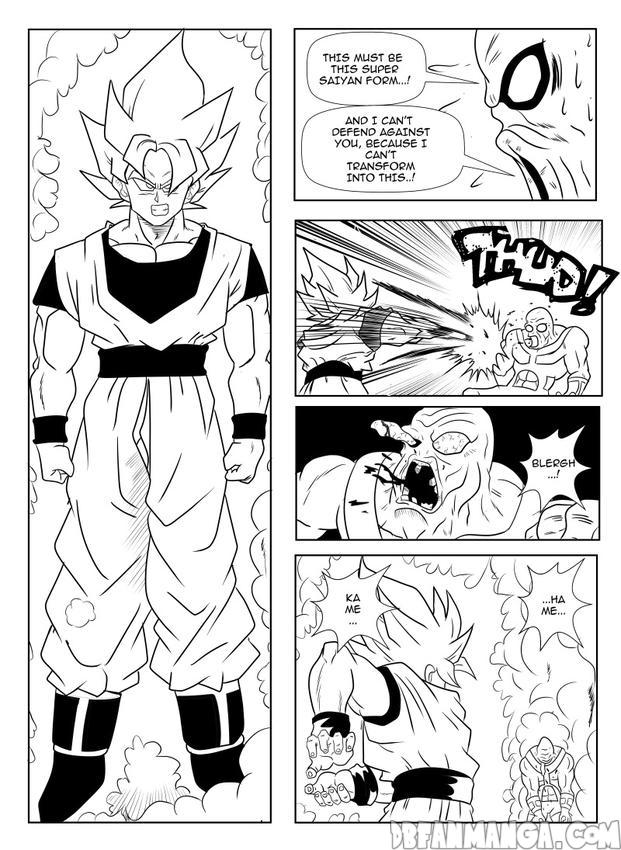 THIS MUST BE
THIS SUPER
SAIYAN FORM...!
AND I CAN'T
DEFEND AGAINST
YOU, BECAUSE I
CAN'T
TRANSFORM
INTO THIS..!
THUD!
BLERGH
...!
KA
ME
...
...HA
ME...
DBFANMANGA.COM